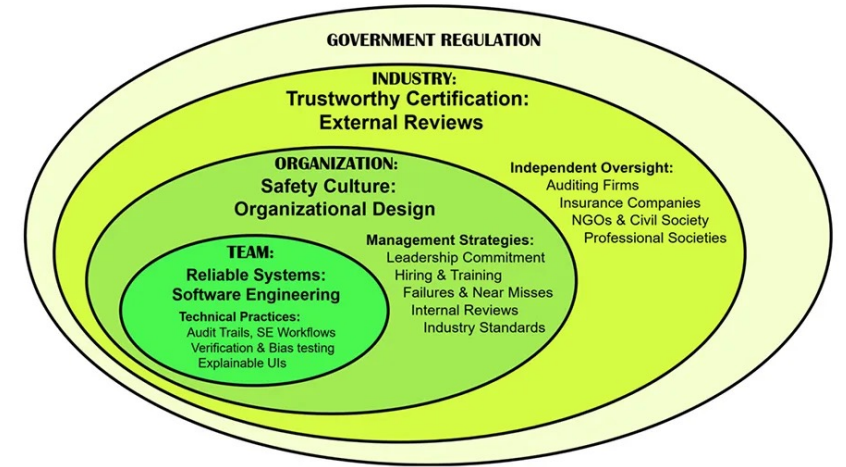 GOVERNMENT REGULATION
INDUSTRY:
Trustworthy Certification:
External Reviews
Independent Oversight:
Auditing Firms
Insurance Companies
NGOs & Civil Society
Professional Societies
ORGANIZATION:
Safety Culture:
Organizational Design
Management Strategies:
Leadership Commitment
Hiring & Training
Failures & Near Misses
Internal Reviews
Industry Standards
TEAM:
Reliable Systems:
Software Engineering
Technical Practices:
Audit Trails, SE Workflows
Verification & Bias testing
Explainable UIs